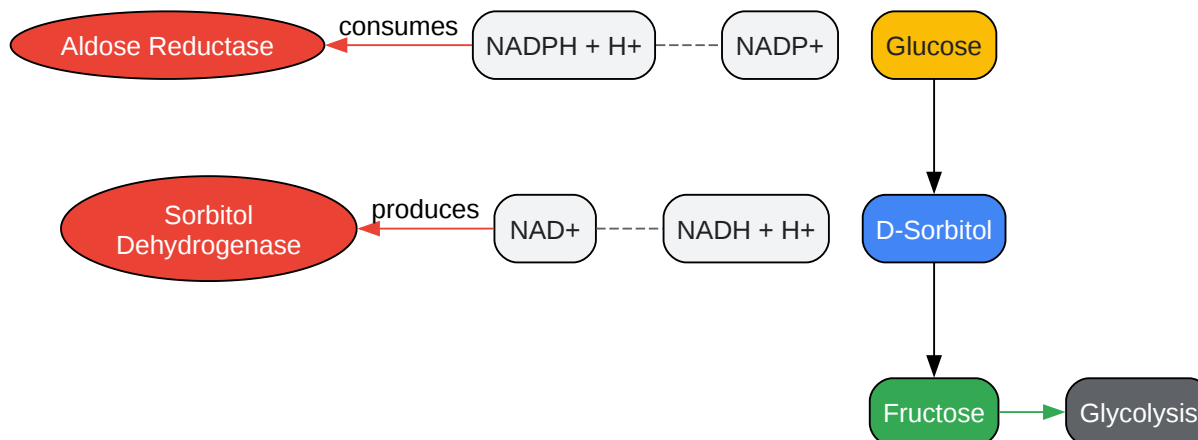 consumes
Aldose Reductase
NADPH + H+
NADP+
Glucose
produces
Sorbitol
Dehydrogenase
NAD+
NADH + H+
D-Sorbitol
Fructose
Glycolysis